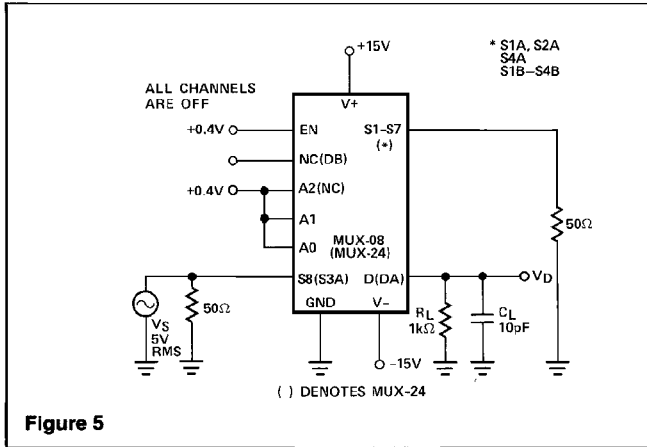 +15V
* S1A, S2A
S4A
S1B–S4B
ALL CHANNELS
ARE OFF
V+
+0.4V
EN
S1–S7
(*)
NC(DB)
+0.4V
A2(NC)
A1
50Ω
MUX-08
(MUX-24)
A0
S8(S3A)
D(DA)
VD
50Ω
GND
V–
RL
1kΩ
CL
10pF
VS
5V
RMS
–15V
( ) DENOTES MUX-24
Figure 5